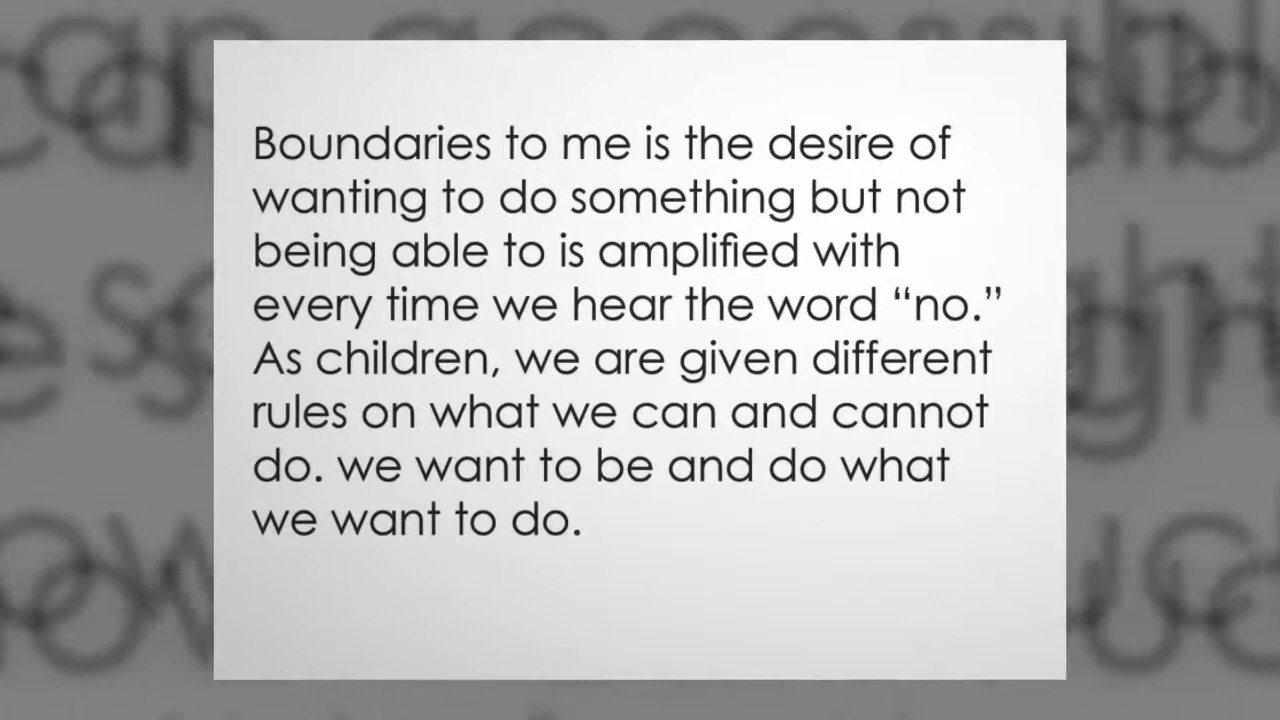 Boundaries to me is the desire of
wanting to do something but not
being able to is amplified with
every time we hear the word “no.”
As children, we are given different
rules on what we can and cannot
do. we want to be and do what
we want to do.